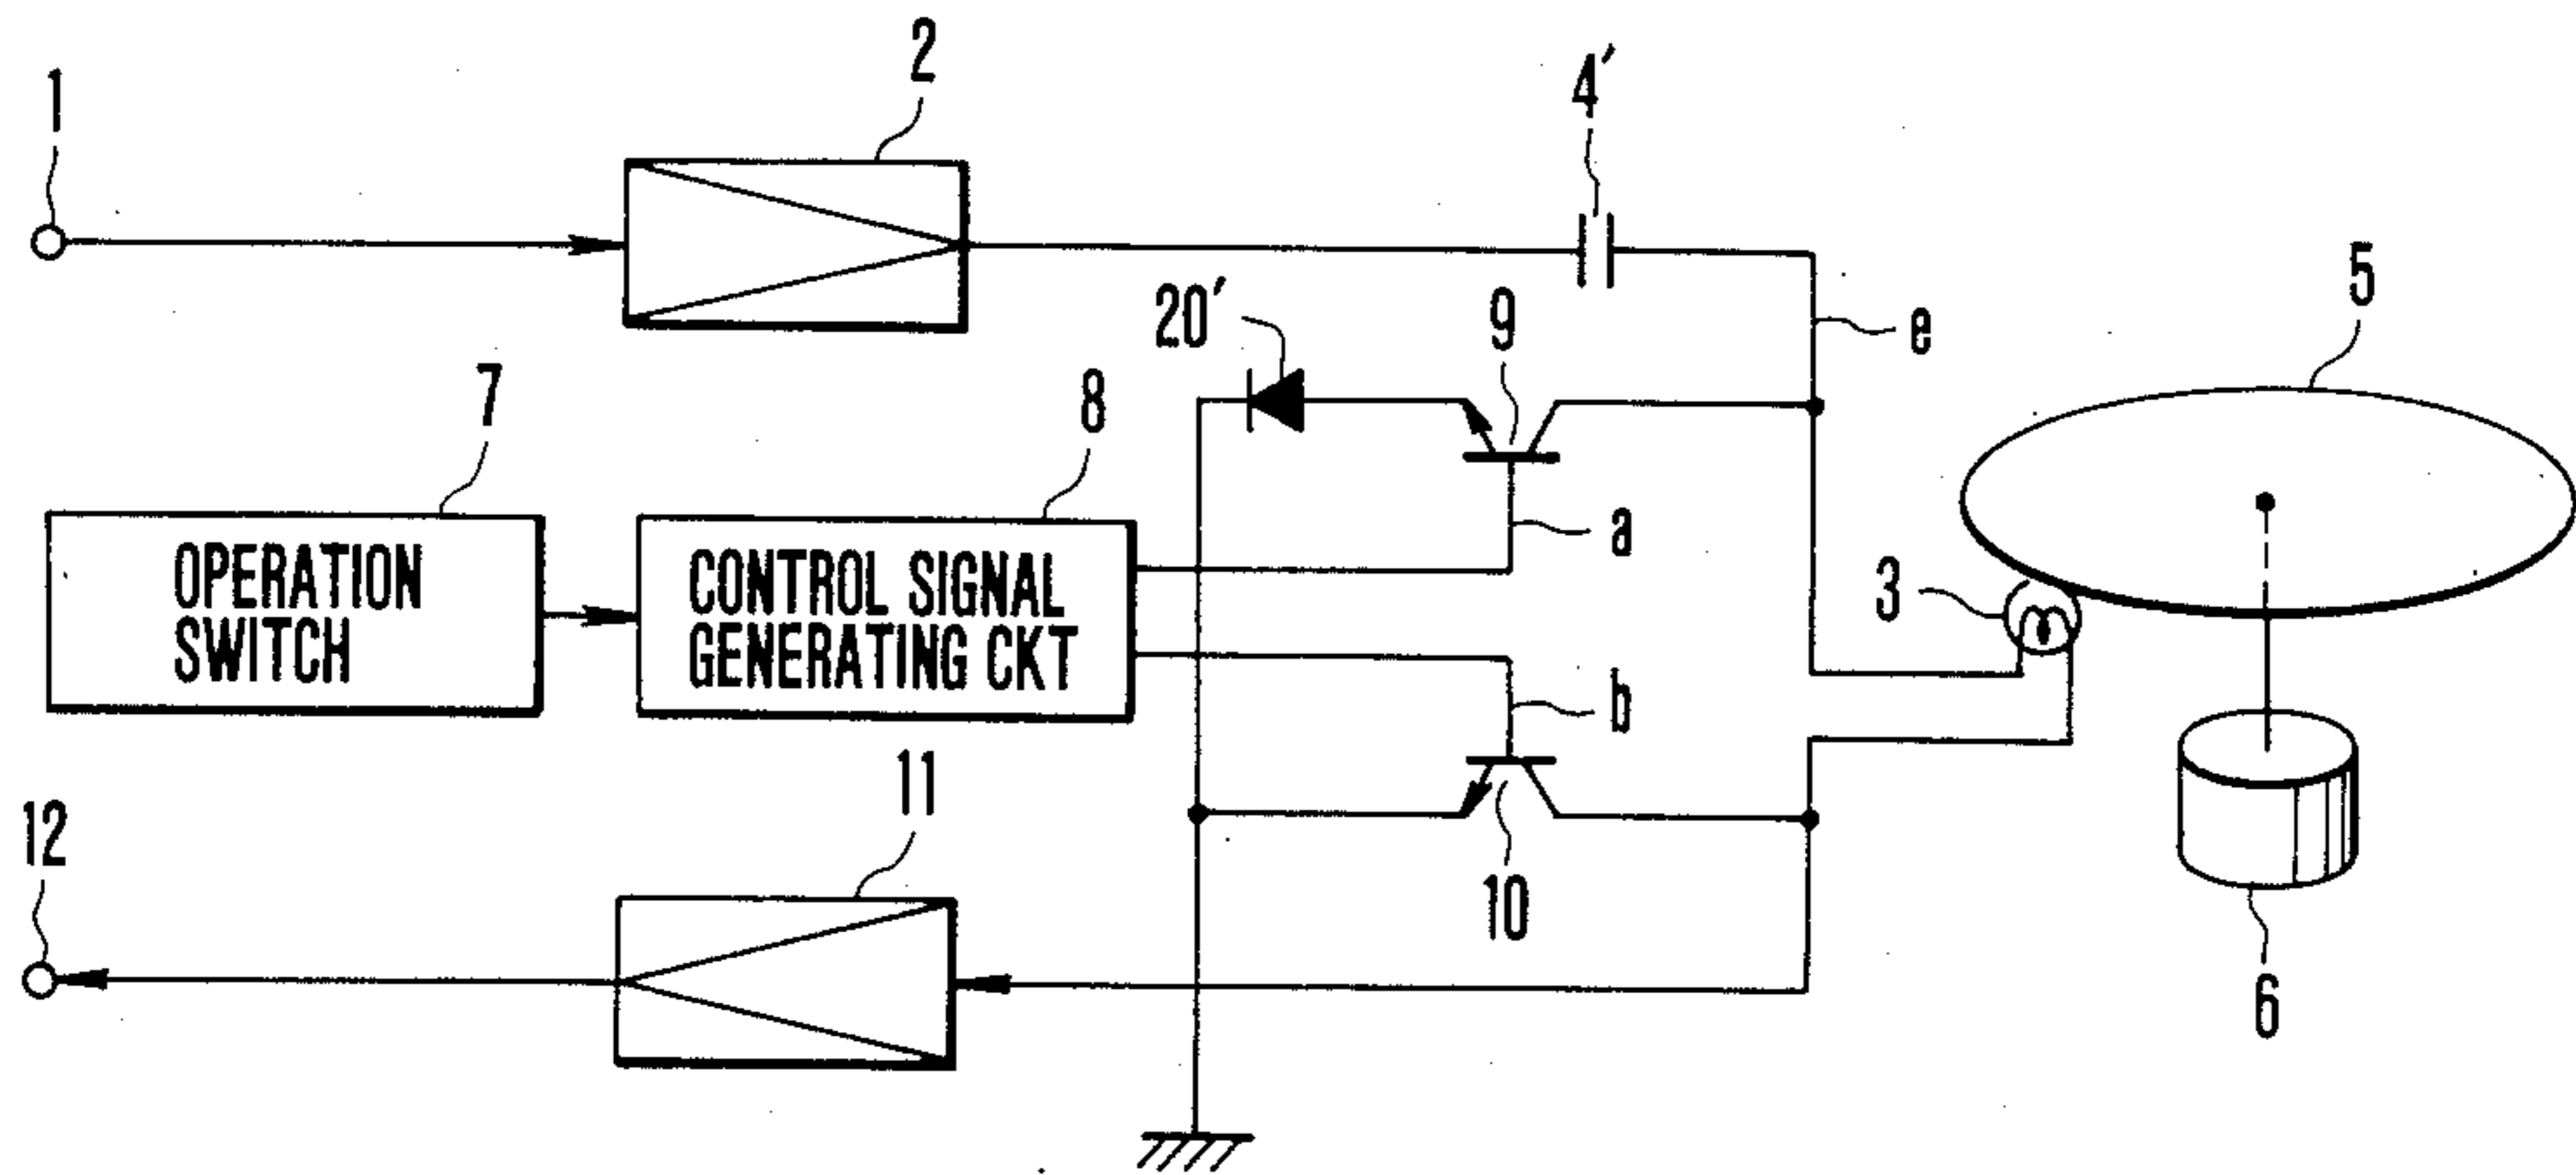 1
2
4′
20′
9
e
5
7
8
a
OPERATION
SWITCH
CONTROL SIGNAL
GENERATING CKT
3
b
12
11
10
6